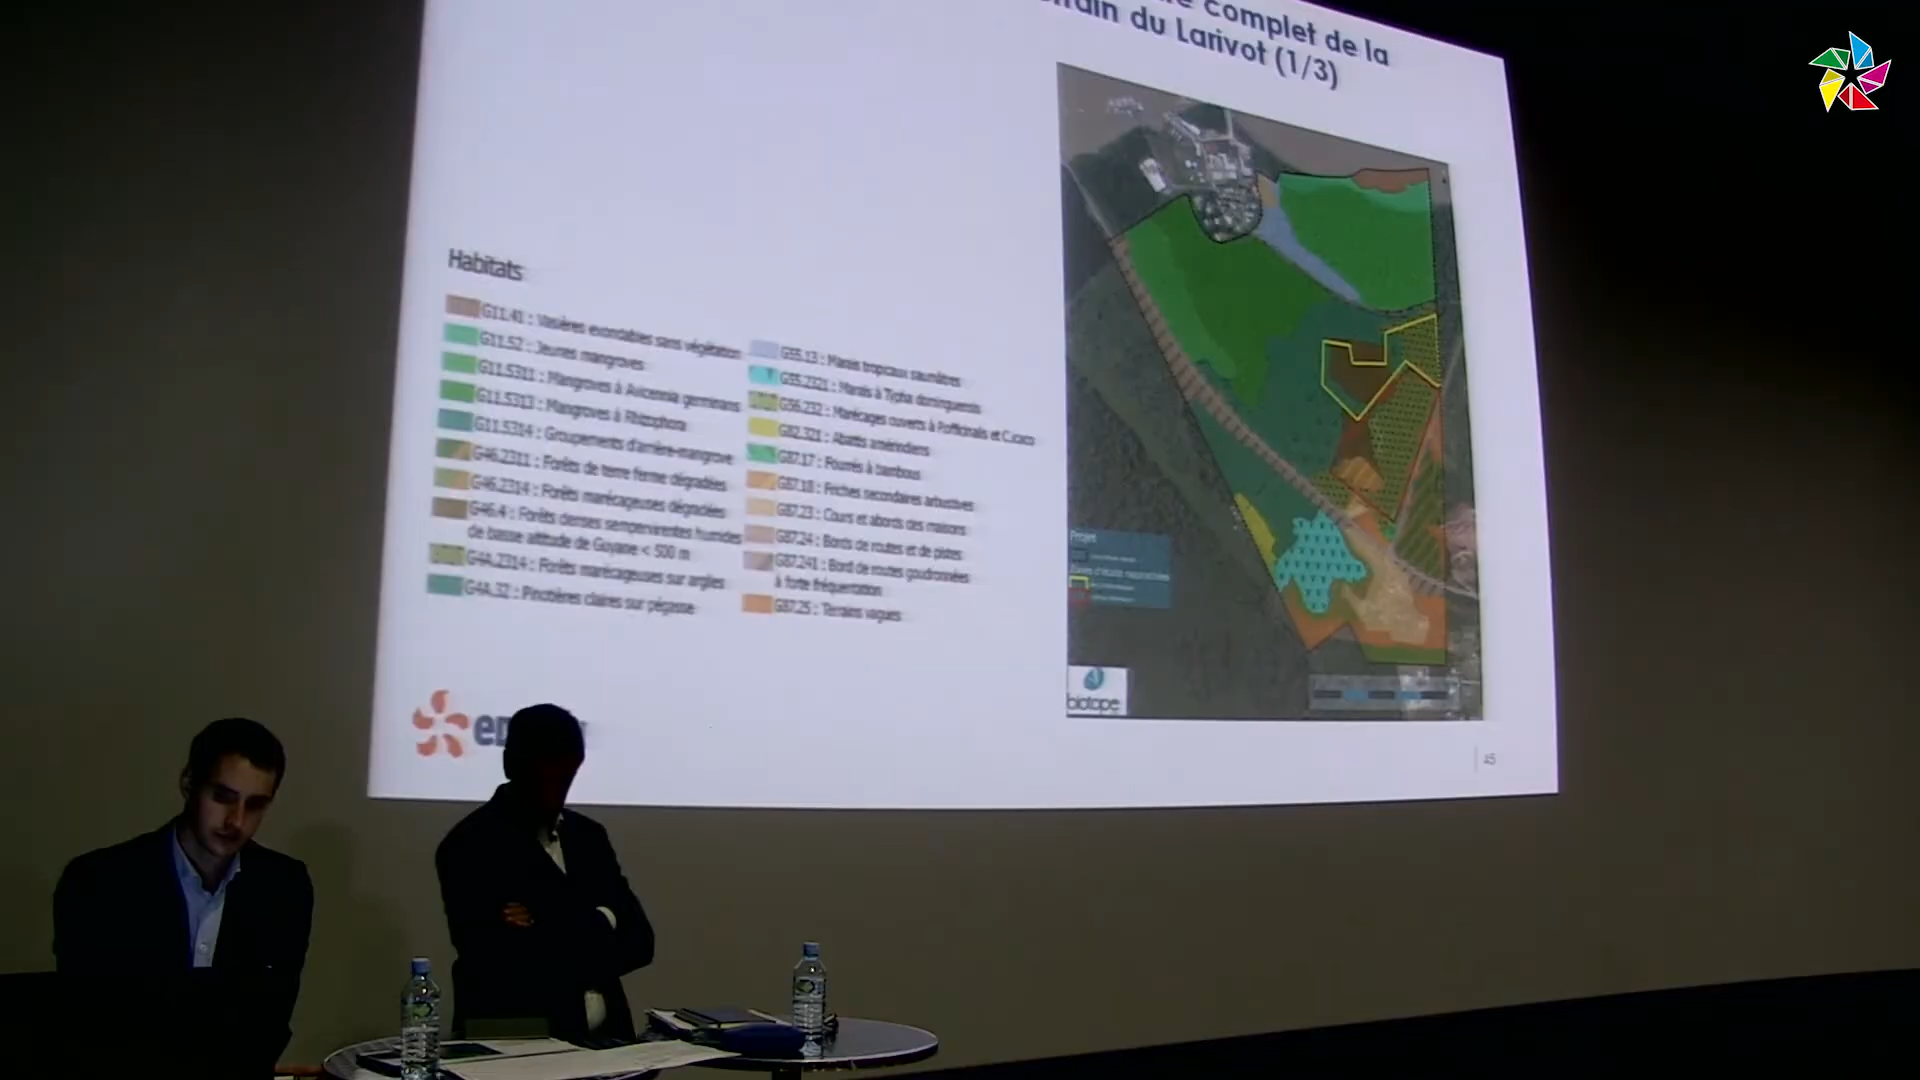 complet de la
du Larivot (1/3)
Habitats
G11.41 : Vasières exondables sans végétation
G11.52 : Jeunes mangroves
G11.5311 : Mangroves à Avicennia germinans
G11.5313 : Mangroves à Rhizophora
G11.5314 : Groupements d'arrière-mangrove
G46.2311 : Forêts de terre ferme dégradées
G46.2314 : Forêts marécageuses dégradées
G46.4 : Forêts denses sempervirentes humides
de basse altitude de Guyane < 500 m
G4A.2314 : Forêts marécageuses sur argiles
G4A.32 : Pinotières claires sur pégasse
G55.13 : Marais tropicaux saumâtres
G55.2321 : Marais à Typha dominguensis
G56.232 : Marécages ouverts à P.officinalis et C.icaco
G82.321 : Abattis amérindiens
G87.17 : Fourrés à bambous
G87.18 : Friches secondaires arbustives
G87.23 : Cours et abords des maisons
G87.24 : Bords de routes et de pistes
G87.241 : Bord de routes goudronnées
à forte fréquentation
G87.25 : Terrains vagues
Projet
biotope
45